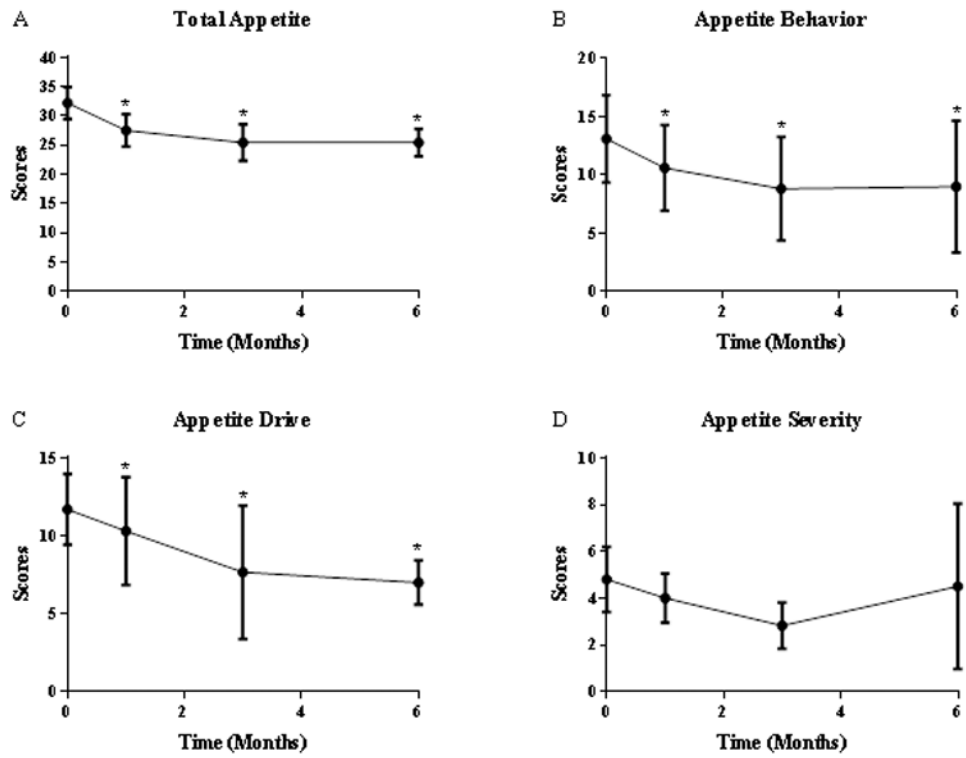 A
Total Appetite
40
35
30
25
20
15
10
5
0
Scores
* * *
0 2 4 6
Time (Months)
B
Appetite Behavior
20
15
10
5
0
Scores
* * *
0 2 4 6
Time (Months)
C
Appetite Drive
15
10
5
0
Scores
* * *
0 2 4 6
Time (Months)
D
Appetite Severity
10
8
6
4
2
0
Scores
0 2 4 6
Time (Months)